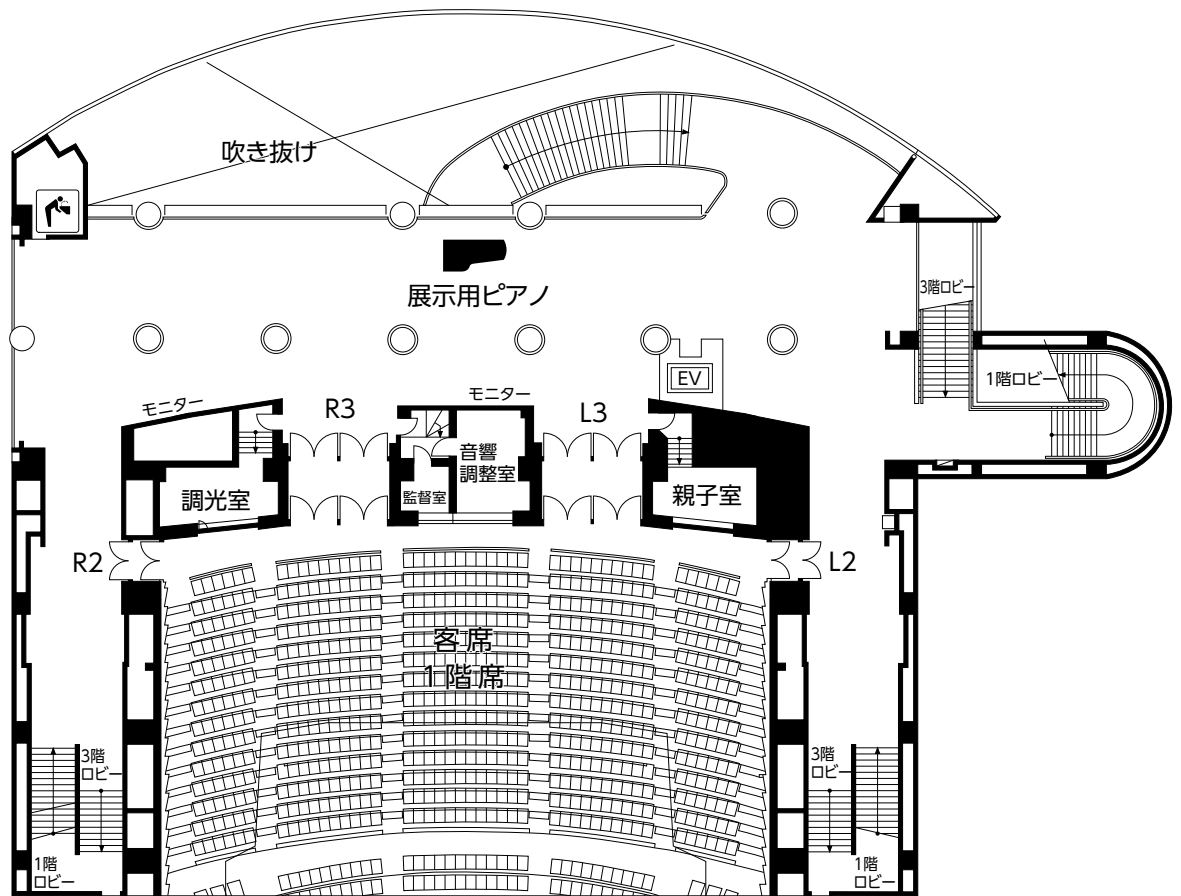 吹き抜け
展示用ピアノ
3階ロビー
1階ロビー
EV
モニター
モニター
R3
L3
音響
調整室
監督室
調光室
親子室
R2
L2
客席
1階席
3階
ロビー
3階
ロビー
1階
ロビー
1階
ロビー